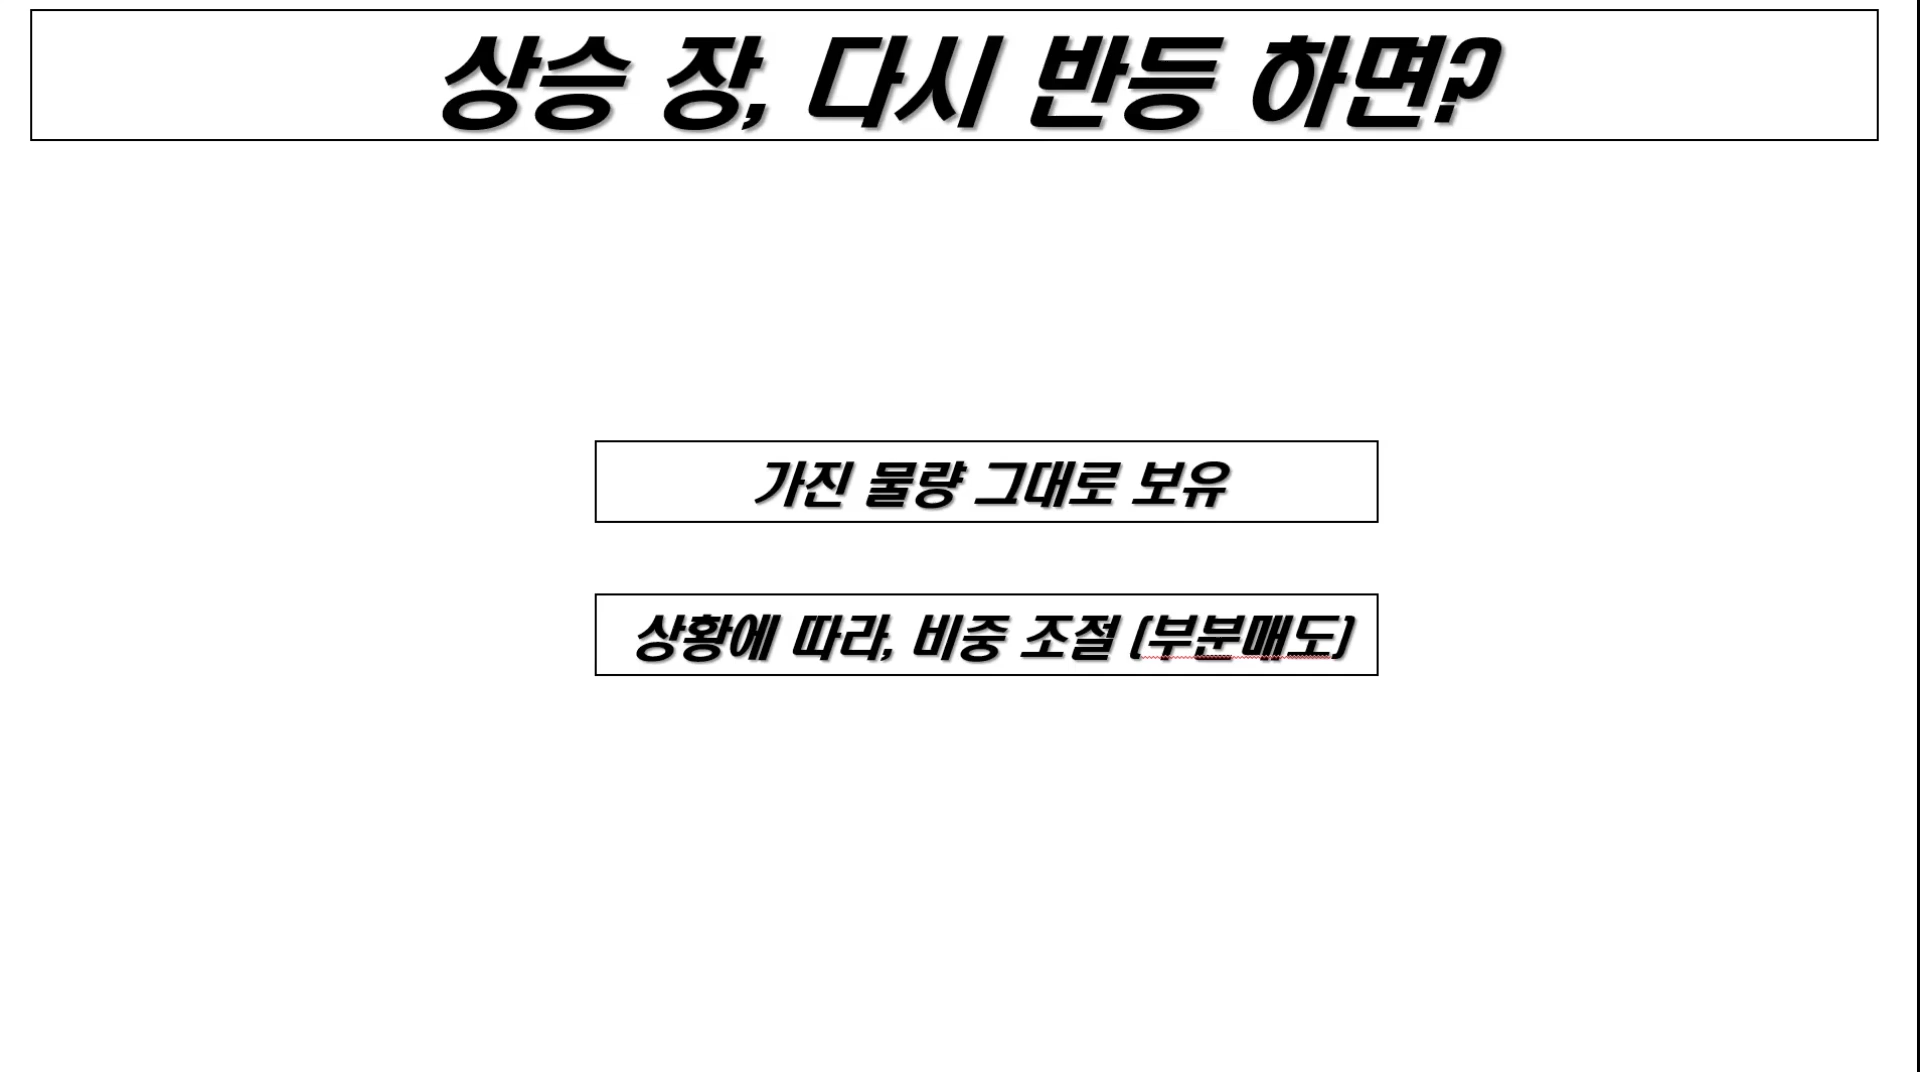 상승 장, 다시 반등 하면?
가진 물량 그대로 보유
상황에 따라, 비중 조절 (부분매도)